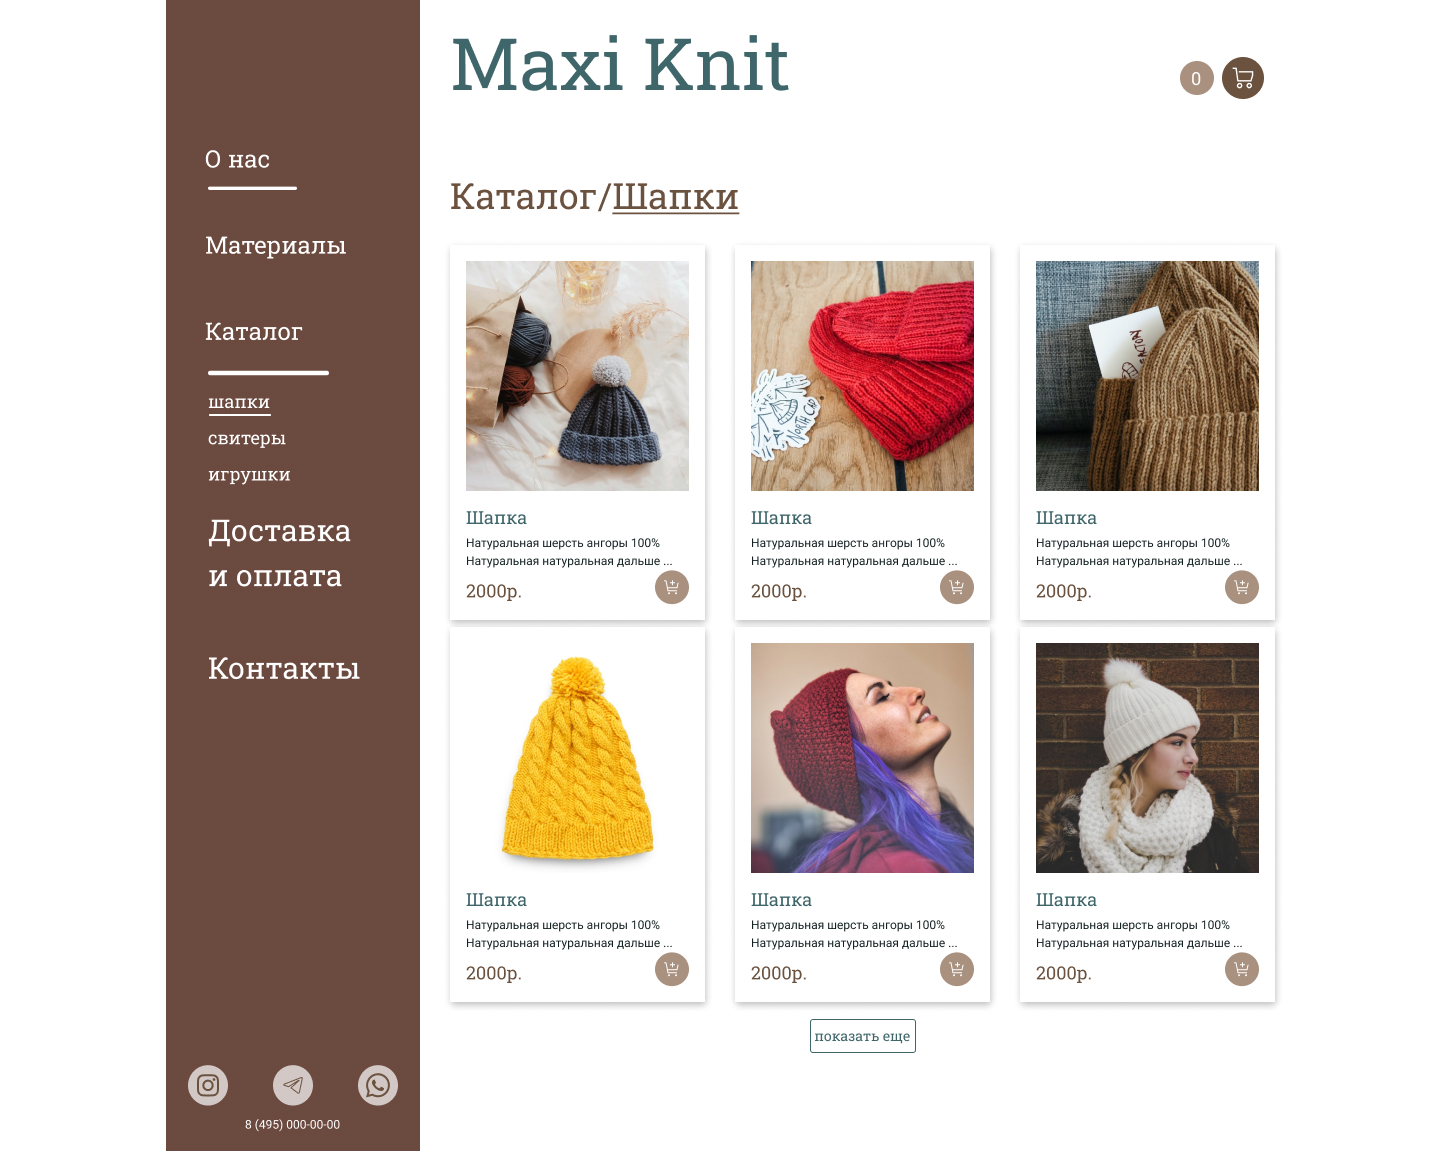 Maxi Knit
0
О нас
Материалы
Каталог
шапки
свитеры
игрушки
Доставка
и оплата
Контакты
8 (495) 000-00-00
Каталог/Шапки
Шапка
Натуральная шерсть ангоры 100%
Натуральная натуральная дальше ...
2000р.
Шапка
Натуральная шерсть ангоры 100%
Натуральная натуральная дальше ...
2000р.
Шапка
Натуральная шерсть ангоры 100%
Натуральная натуральная дальше ...
2000р.
Шапка
Натуральная шерсть ангоры 100%
Натуральная натуральная дальше ...
2000р.
Шапка
Натуральная шерсть ангоры 100%
Натуральная натуральная дальше ...
2000р.
Шапка
Натуральная шерсть ангоры 100%
Натуральная натуральная дальше ...
2000р.
показать еще